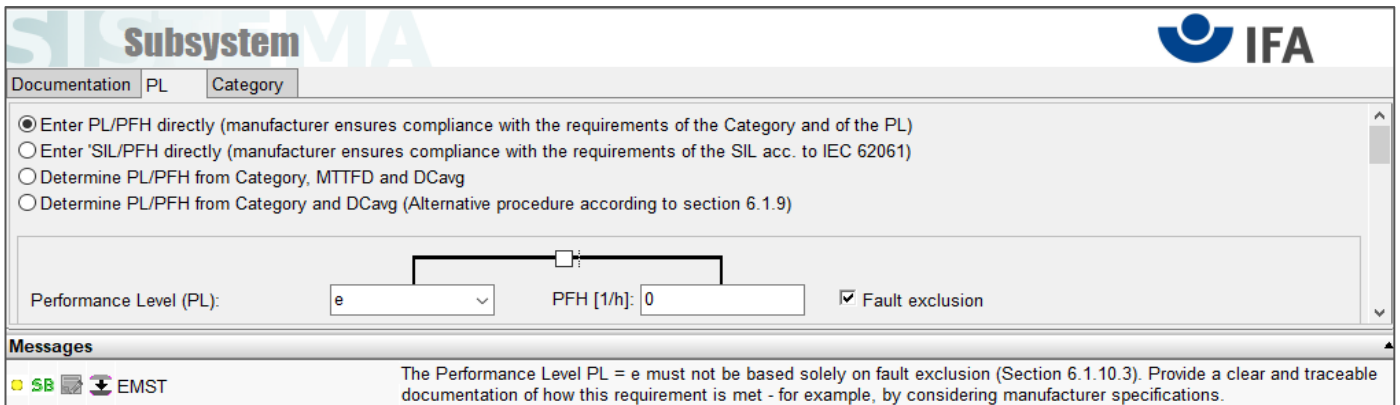 SISTEMA
Subsystem
IFA
Documentation PL Category
Enter PL/PFH directly (manufacturer ensures compliance with the requirements of the Category and of the PL)
Enter 'SIL/PFH directly (manufacturer ensures compliance with the requirements of the SIL acc. to IEC 62061)
Determine PL/PFH from Category, MTTFD and DCavg
Determine PL/PFH from Category and DCavg (Alternative procedure according to section 6.1.9)
Performance Level (PL): e PFH [1/h]: 0 Fault exclusion
Messages
SB EMST The Performance Level PL = e must not be based solely on fault exclusion (Section 6.1.10.3). Provide a clear and traceable
documentation of how this requirement is met - for example, by considering manufacturer specifications.